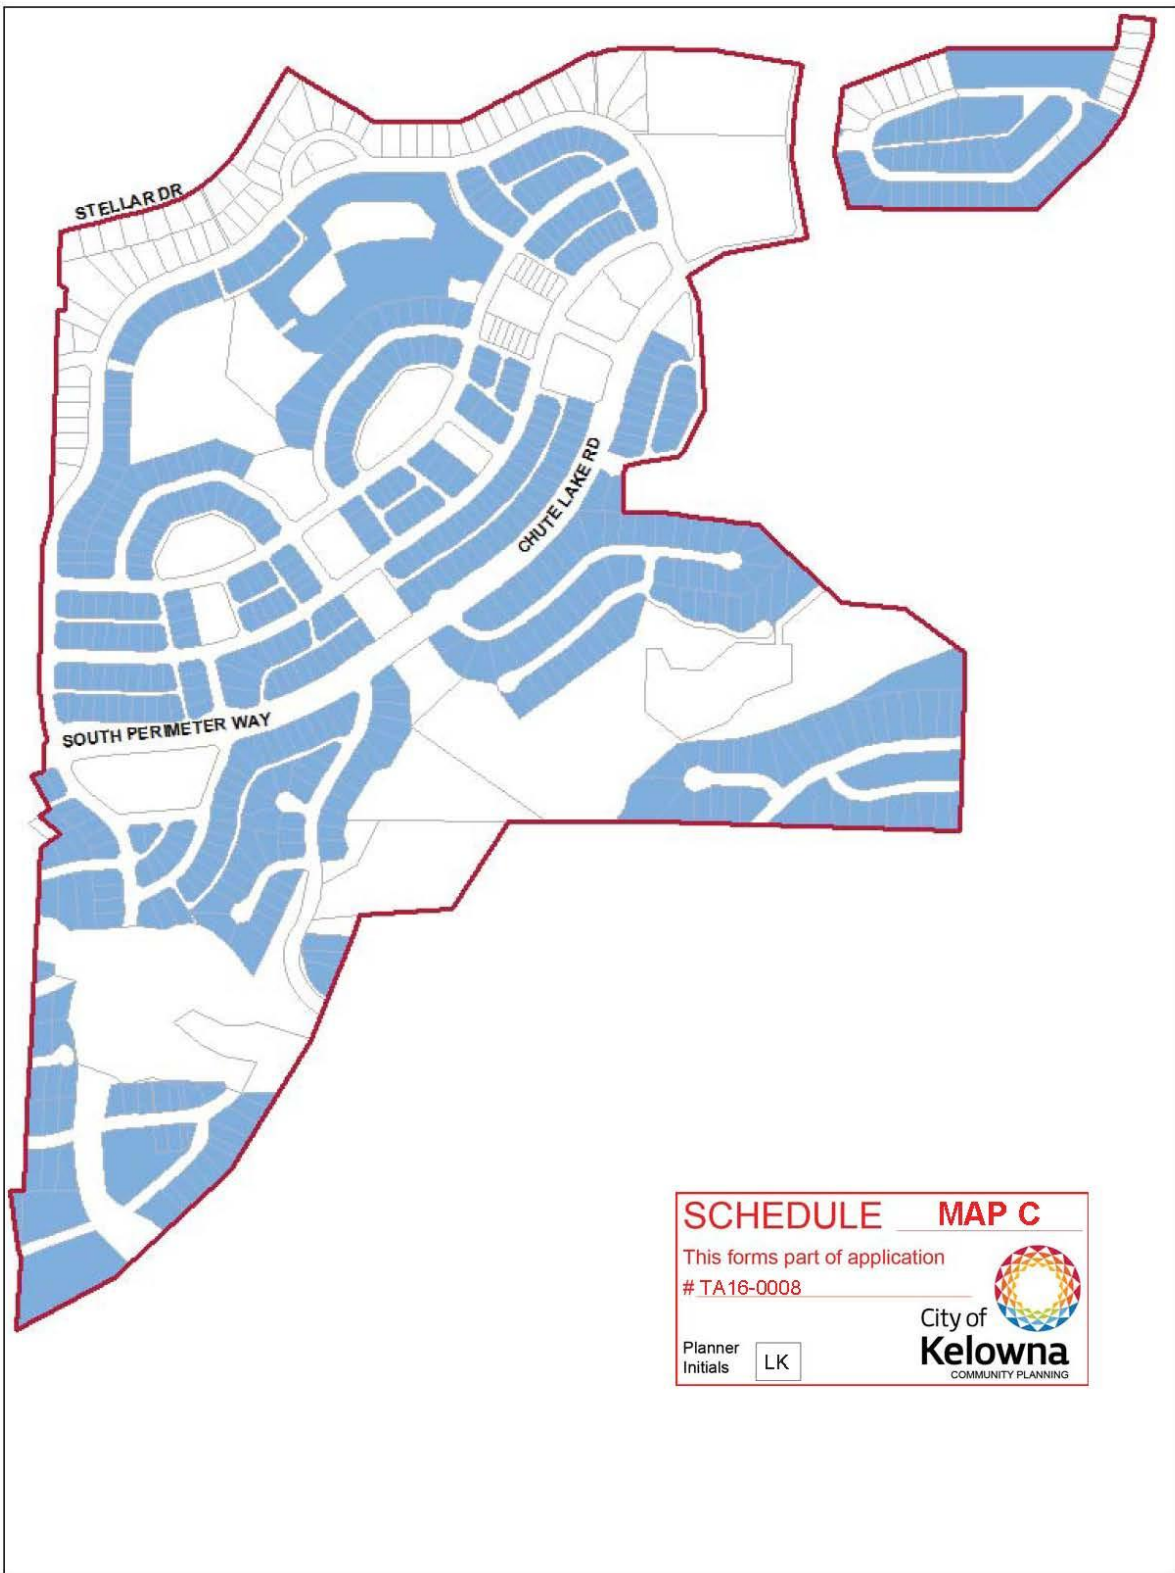 STELLAR DR
CHUTE LAKE RD
SOUTH PERIMETER WAY
SCHEDULE MAP C
This forms part of application
# TA16-0008
City of
Kelowna
COMMUNITY PLANNING
Planner
Initials
LK